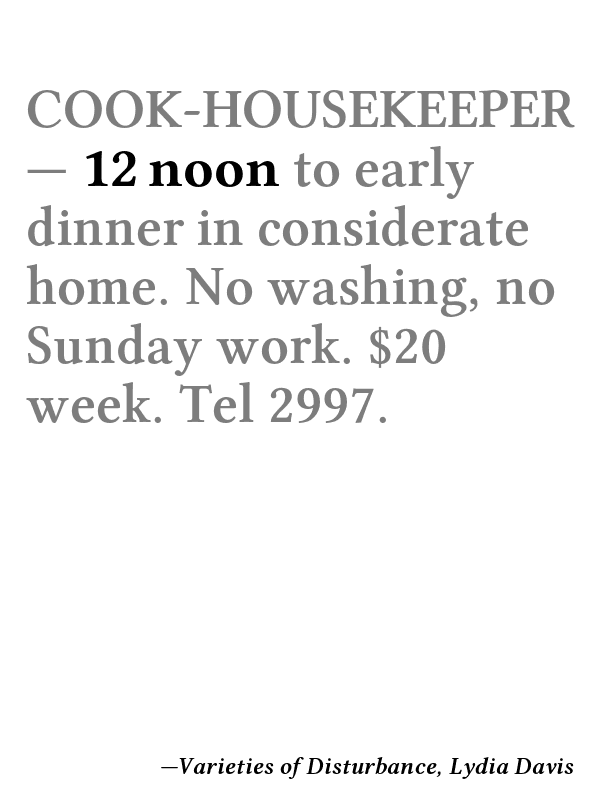 COOK-HOUSEKEEPER
— 12 noon to early
dinner in considerate
home. No washing, no
Sunday work. $20
week. Tel 2997.
—Varieties of Disturbance, Lydia Davis